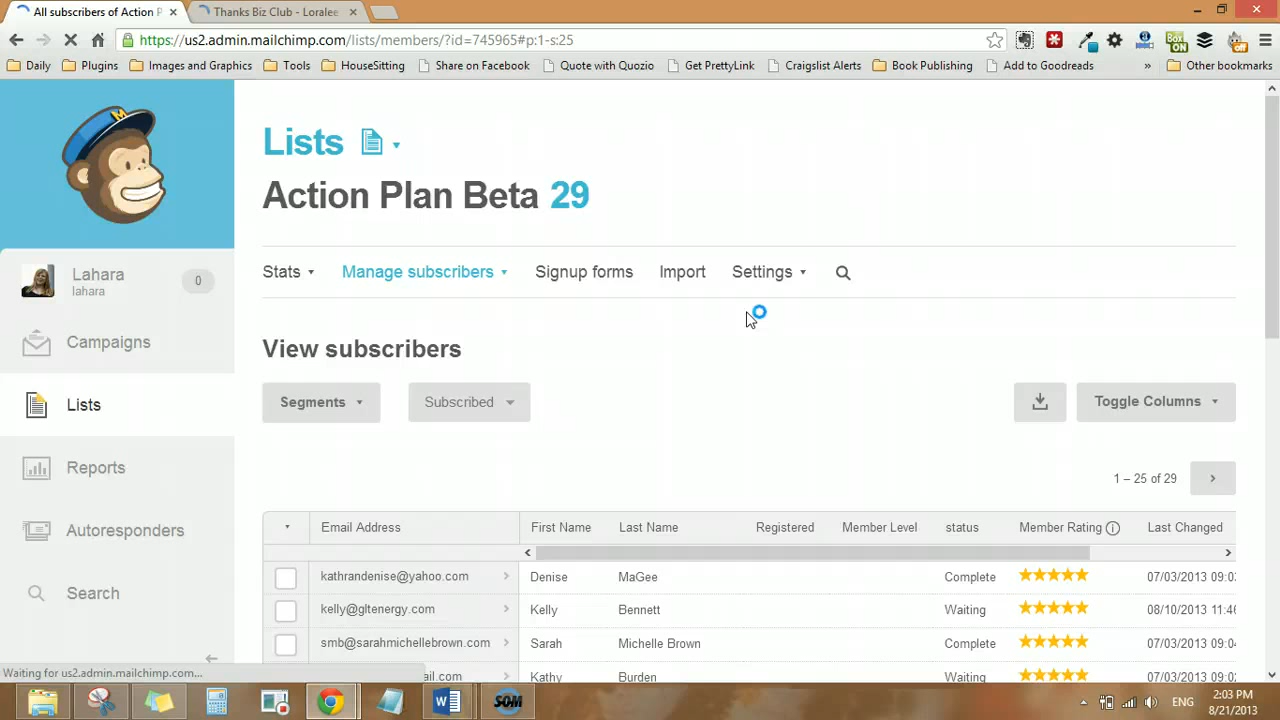 All subscribers of Action P
Thanks Biz Club - Loralee
https://us2.admin.mailchimp.com/lists/members/?id=745965#p:1-s:25
Daily
Plugins
Images and Graphics
Tools
HouseSitting
Share on Facebook
Quote with Quozio
Get PrettyLink
Craigslist Alerts
Book Publishing
Add to Goodreads
»
Other bookmarks
Lists
Action Plan Beta 29
Stats
Manage subscribers
Signup forms
Import
Settings
Lahara
lahara
0
Campaigns
Lists
Reports
Autoresponders
Search
View subscribers
Segments
Subscribed
Toggle Columns
1 – 25 of 29
Email Address First Name Last Name Registered Member Level status Member Rating Last Changed
kathrandenise@yahoo.com Denise MaGee Complete 07/03/2013 09:0
kelly@gltenergy.com Kelly Bennett Waiting 08/10/2013 11:46
smb@sarahmichellebrown.com Sarah Michelle Brown Complete 07/03/2013 09:04
ail.com Kathy Burden Waiting 07/03/2013 09:0
Waiting for us2.admin.mailchimp.com...
SOM
ENG
2:03 PM
8/21/2013